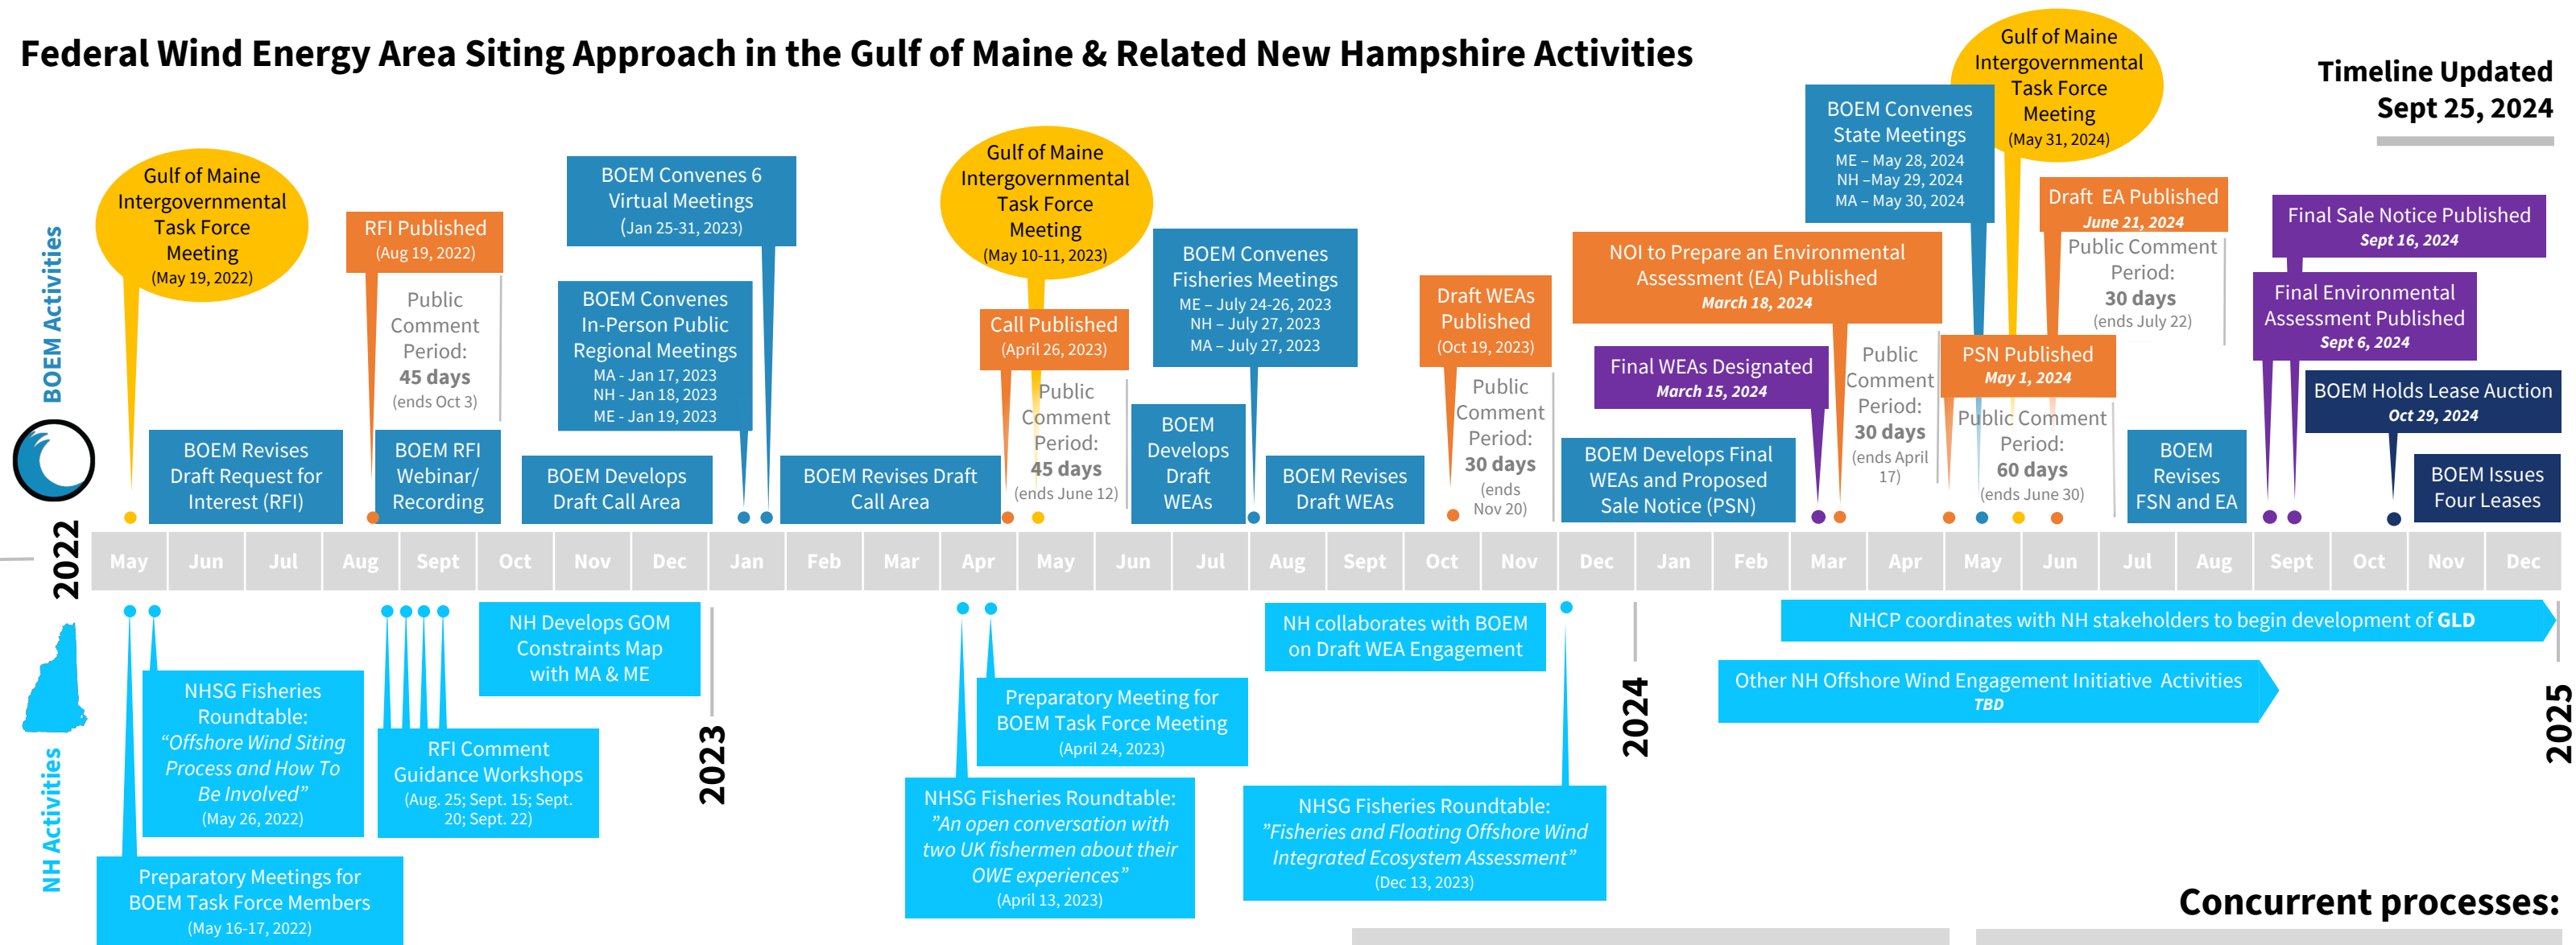 Federal Wind Energy Area Siting Approach in the Gulf of Maine & Related New Hampshire Activities
Timeline Updated
Sept 25, 2024
BOEM Activities
Gulf of Maine
Intergovernmental
Task Force
Meeting
(May 19, 2022)
BOEM Revises
Draft Request for
Interest (RFI)
RFI Published
(Aug 19, 2022)
Public
Comment
Period:
45 days
(ends Oct 3)
BOEM RFI
Webinar/
Recording
BOEM Develops
Draft Call Area
BOEM Convenes
In-Person Public
Regional Meetings
MA - Jan 17, 2023
NH - Jan 18, 2023
ME - Jan 19, 2023
BOEM Convenes 6
Virtual Meetings
(Jan 25-31, 2023)
BOEM Revises Draft
Call Area
Gulf of Maine
Intergovernmental
Task Force
Meeting
(May 10-11, 2023)
Call Published
(April 26, 2023)
Public
Comment
Period:
45 days
(ends June 12)
BOEM
Develops
Draft
WEAs
BOEM Convenes
Fisheries Meetings
ME – July 24-26, 2023
NH – July 27, 2023
MA – July 27, 2023
BOEM Revises
Draft WEAs
Draft WEAs
Published
(Oct 19, 2023)
Public
Comment
Period:
30 days
(ends
Nov 20)
BOEM Develops Final
WEAs and Proposed
Sale Notice (PSN)
NOI to Prepare an Environmental
Assessment (EA) Published
March 18, 2024
Final WEAs Designated
March 15, 2024
Public
Comment
Period:
30 days
(ends April
17)
BOEM Convenes
State Meetings
ME – May 28, 2024
NH –May 29, 2024
MA – May 30, 2024
Gulf of Maine
Intergovernmental
Task Force
Meeting
(May 31, 2024)
PSN Published
May 1, 2024
Public Comment
Period:
60 days
(ends June 30)
Draft EA Published
June 21, 2024
Public Comment
Period:
30 days
(ends July 22)
BOEM
Revises
FSN and EA
Final Sale Notice Published
Sept 16, 2024
Final Environmental
Assessment Published
Sept 6, 2024
BOEM Holds Lease Auction
Oct 29, 2024
BOEM Issues
Four Leases
2022
May Jun Jul Aug Sept Oct Nov Dec Jan Feb Mar Apr May Jun Jul Aug Sept Oct Nov Dec Jan Feb Mar Apr May Jun Jul Aug Sept Oct Nov Dec
2023
2024
2025
NH Activities
Preparatory Meetings for
BOEM Task Force Members
(May 16-17, 2022)
NHSG Fisheries
Roundtable:
“Offshore Wind Siting
Process and How To
Be Involved”
(May 26, 2022)
RFI Comment
Guidance Workshops
(Aug. 25; Sept. 15; Sept.
20; Sept. 22)
NH Develops GOM
Constraints Map
with MA & ME
NHSG Fisheries Roundtable:
”An open conversation with
two UK fishermen about their
OWE experiences”
(April 13, 2023)
Preparatory Meeting for
BOEM Task Force Meeting
(April 24, 2023)
NH collaborates with BOEM
on Draft WEA Engagement
NHSG Fisheries Roundtable:
”Fisheries and Floating Offshore Wind
Integrated Ecosystem Assessment”
(Dec 13, 2023)
NHCP coordinates with NH stakeholders to begin development of GLD
Other NH Offshore Wind Engagement Initiative Activities
TBD
Concurrent processes: